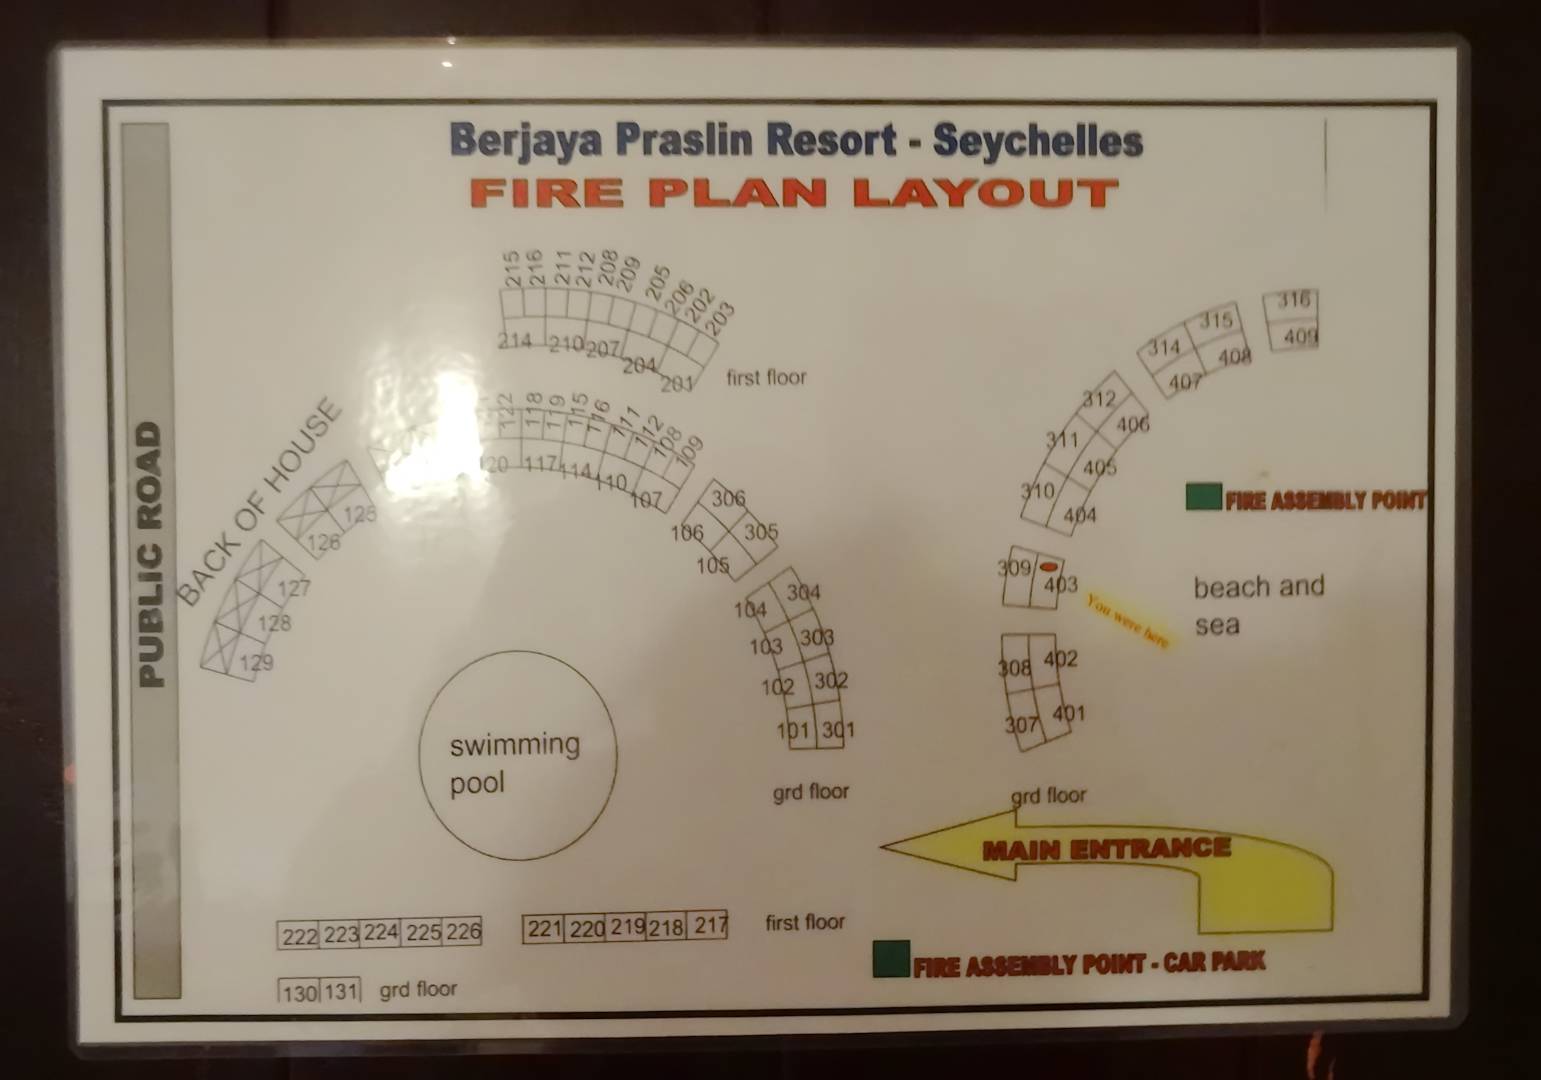 Berjaya Praslin Resort - Seychelles
FIRE PLAN LAYOUT
PUBLIC ROAD
BACK OF HOUSE
215 216 211 212 208 209 205 206 202 203
214 210 207 204 201
first floor
122 118 119 115 116 111 112 108 109
117 114 110 107
125
126
127
128
129
306
106 305
105
104 304
103 303
102 302
101 301
grd floor
swimming
pool
316
409
315
314 408
407
312
406
311
405
310
404
309 403
You were here
308 402
307 401
grd floor
FIRE ASSEMBLY POINT
beach and
sea
MAIN ENTRANCE
222 223 224 225 226
221 220 219 218 217
first floor
130 131 grd floor
FIRE ASSEMBLY POINT - CAR PARK